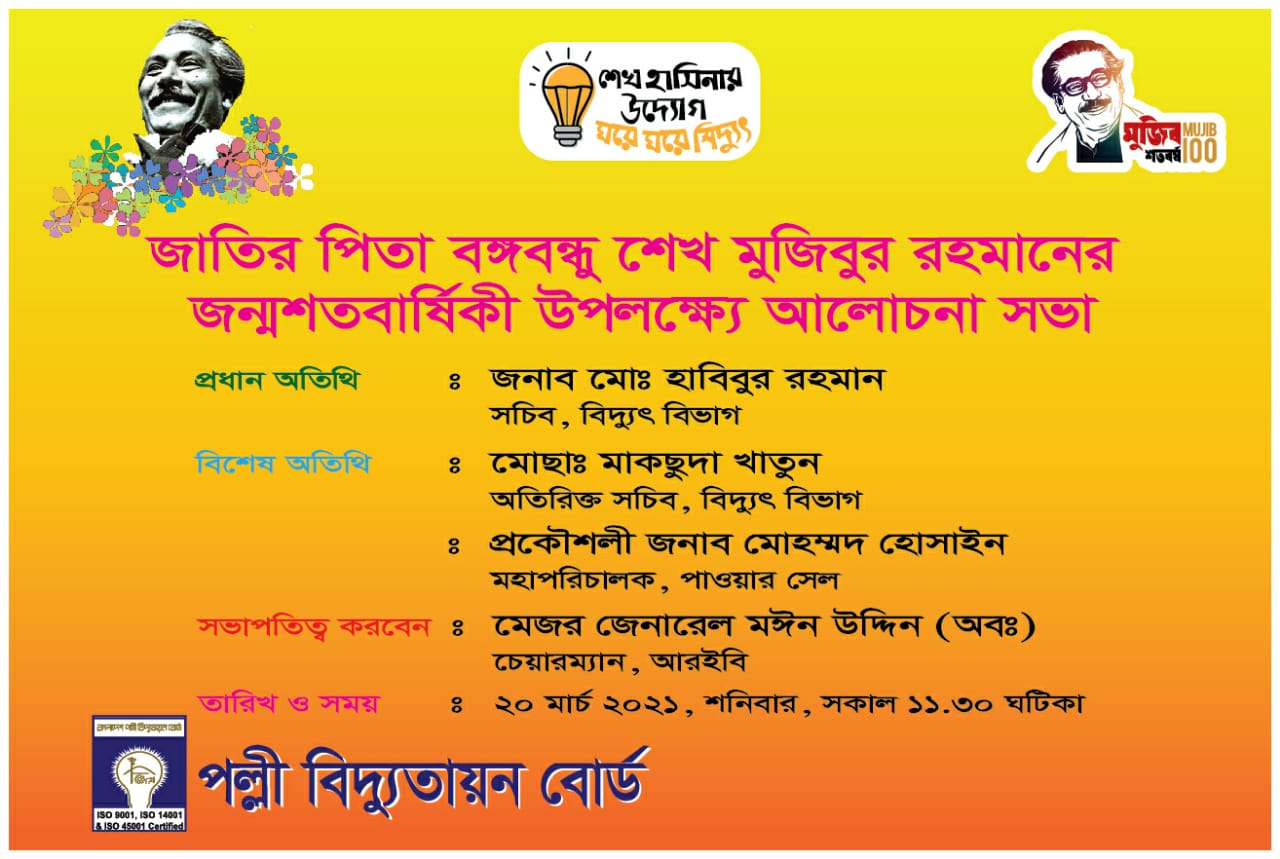 শেখ হাসিনার
উদ্যোগ
ঘরে ঘরে বিদ্যুৎ
মুজিব MUJIB
শতবর্ষ 100
জাতির পিতা বঙ্গবন্ধু শেখ মুজিবুর রহমানের
জন্মশতবার্ষিকী উপলক্ষ্যে আলোচনা সভা
প্রধান অতিথি : জনাব মোঃ হাবিবুর রহমান
সচিব, বিদ্যুৎ বিভাগ
বিশেষ অতিথি : মোছাঃ মাকছুদা খাতুন
অতিরিক্ত সচিব, বিদ্যুৎ বিভাগ
: প্রকৌশলী জনাব মোহম্মদ হোসাইন
মহাপরিচালক, পাওয়ার সেল
সভাপতিত্ব করবেন : মেজর জেনারেল মঈন উদ্দিন (অবঃ)
চেয়ারম্যান, আরইবি
তারিখ ও সময় : ২০ মার্চ ২০২১, শনিবার, সকাল ১১.৩০ ঘটিকা
বাংলাদেশ পল্লী বিদ্যুতায়ন বোর্ড
ISO 9001, ISO 14001
& ISO 45001 Certified
পল্লী বিদ্যুতায়ন বোর্ড